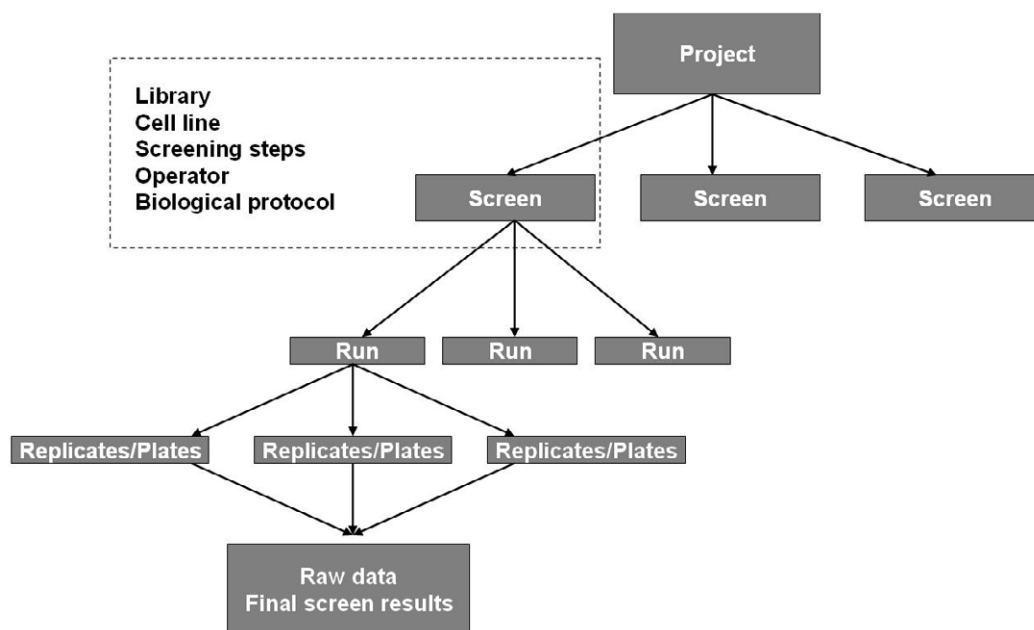 Project
Library
Cell line
Screening steps
Operator
Biological protocol
Screen
Screen
Screen
Run
Run
Run
Replicates/Plates
Replicates/Plates
Replicates/Plates
Raw data
Final screen results